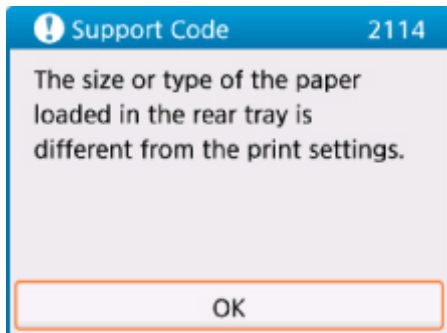 Support Code 2114
The size or type of the paper
loaded in the rear tray is
different from the print settings.
OK